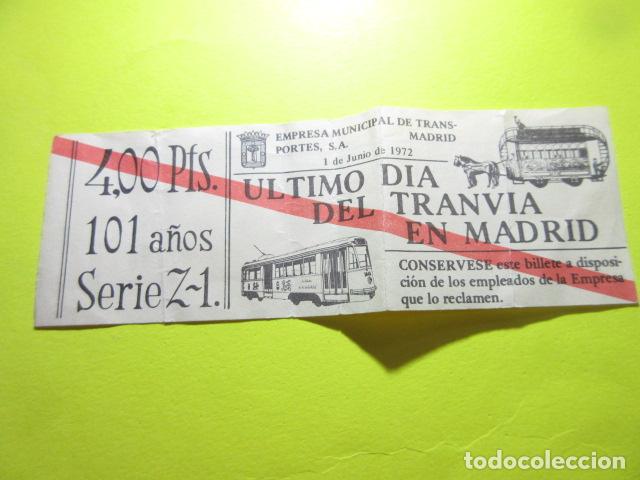 4,00 Pts.
101 años
Serie Z-1.
EMPRESA MUNICIPAL DE TRANS-
PORTES, S.A. MADRID
1 de Junio de 1972
ULTIMO DIA
DEL TRANVIA
EN MADRID
CONSERVESE este billete a disposi-
ción de los empleados de la Empresa
que lo reclamen.
todocoleccion